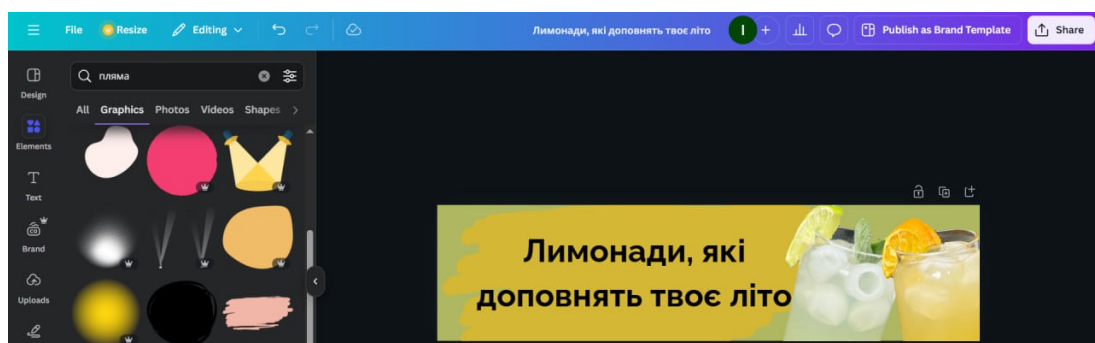 File Resize Editing Лимонади, які доповнять твоє літо I + Publish as Brand Template Share
Design
пляма
All Graphics Photos Videos Shapes
Elements
Text
Brand
Uploads
Лимонади, які
доповнять твоє літо